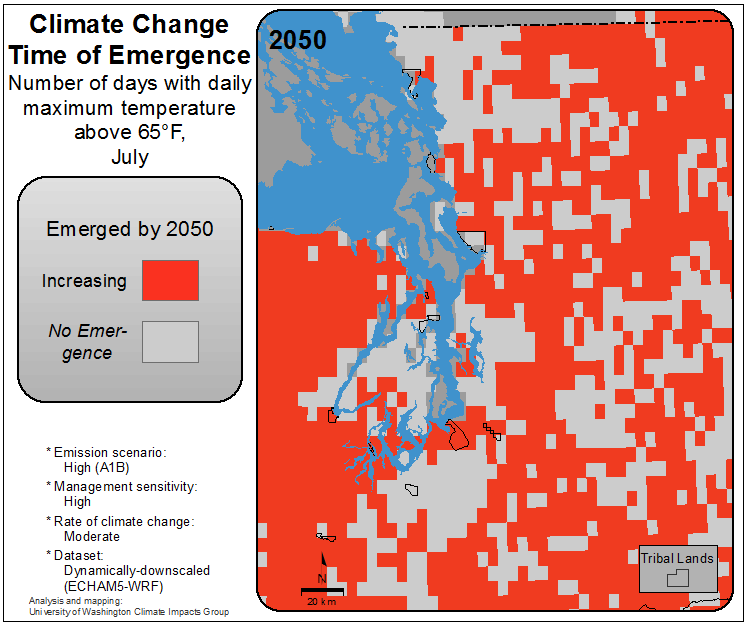 Climate Change
Time of Emergence
Number of days with daily
maximum temperature
above 65°F,
July
Emerged by 2050
Increasing
No Emer-
gence
* Emission scenario:
High (A1B)
* Management sensitivity:
High
* Rate of climate change:
Moderate
* Dataset:
Dynamically-downscaled
(ECHAM5-WRF)
Analysis and mapping:
University of Washington Climate Impacts Group
2050
N
20 km
Tribal Lands